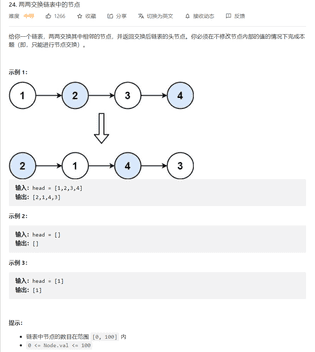 24. 两两交换链表中的节点
难度 中等 1266 收藏 分享 切换为英文 接收动态 反馈
给你一个链表，两两交换其中相邻的节点，并返回交换后链表的头节点。你必须在不修改节点内部的值的情况下完成本
题（即，只能进行节点交换）。
示例 1：
1 2 3 4
2 1 4 3
输入：head = [1,2,3,4]
输出：[2,1,4,3]
示例 2：
输入：head = []
输出：[]
示例 3：
输入：head = [1]
输出：[1]
提示：
链表中节点的数目在范围 [0, 100] 内
0 <= Node.val <= 100